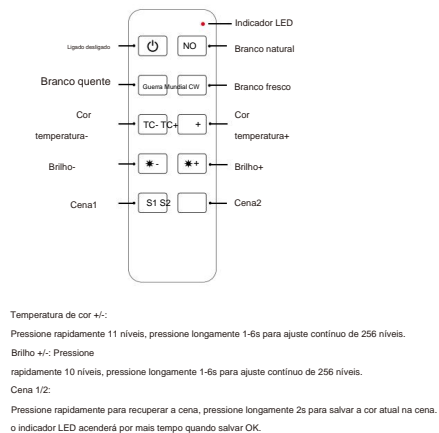 Indicador LED
Ligado desligado
NO
Branco natural
Branco quente
Guerra Mundial CW
Branco fresco
Cor
temperatura-
TC- TC+
+
Cor
temperatura+
Brilho-
-
+
Brilho+
Cena1
S1 S2
Cena2
Temperatura de cor +/-:
Pressione rapidamente 11 níveis, pressione longamente 1-6s para ajuste contínuo de 256 níveis.
Brilho +/-: Pressione
rapidamente 10 níveis, pressione longamente 1-6s para ajuste contínuo de 256 níveis.
Cena 1/2:
Pressione rapidamente para recuperar a cena, pressione longamente 2s para salvar a cor atual na cena.
o indicador LED acenderá por mais tempo quando salvar OK.